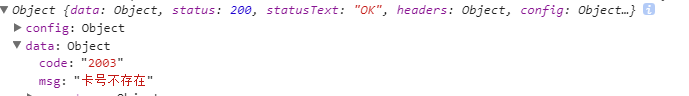 Object {data: Object, status: 200, statusText: "OK", headers: Object, config: Object…}
config: Object
data: Object
code: "2003"
msg: "卡号不存在"